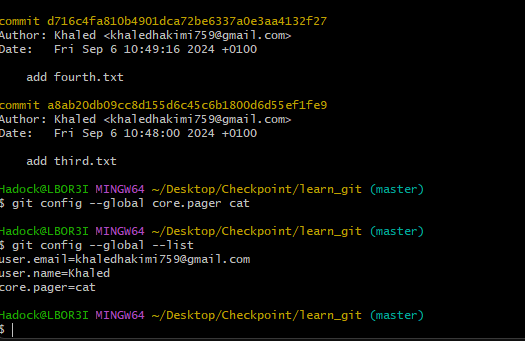 commit d716c4fa810b4901dca72be6337a0e3aa4132f27
Author: Khaled <khaledhakimi759@gmail.com>
Date:   Fri Sep 6 10:49:16 2024 +0100
    add fourth.txt
commit a8ab20db09cc8d155d6c45c6b1800d6d55ef1fe9
Author: Khaled <khaledhakimi759@gmail.com>
Date:   Fri Sep 6 10:48:00 2024 +0100
    add third.txt
Hadock@LBOR3I MINGW64 ~/Desktop/Checkpoint/learn_git (master)
$ git config --global core.pager cat
Hadock@LBOR3I MINGW64 ~/Desktop/Checkpoint/learn_git (master)
$ git config --global --list
user.email=khaledhakimi759@gmail.com
user.name=Khaled
core.pager=cat
Hadock@LBOR3I MINGW64 ~/Desktop/Checkpoint/learn_git (master)
$